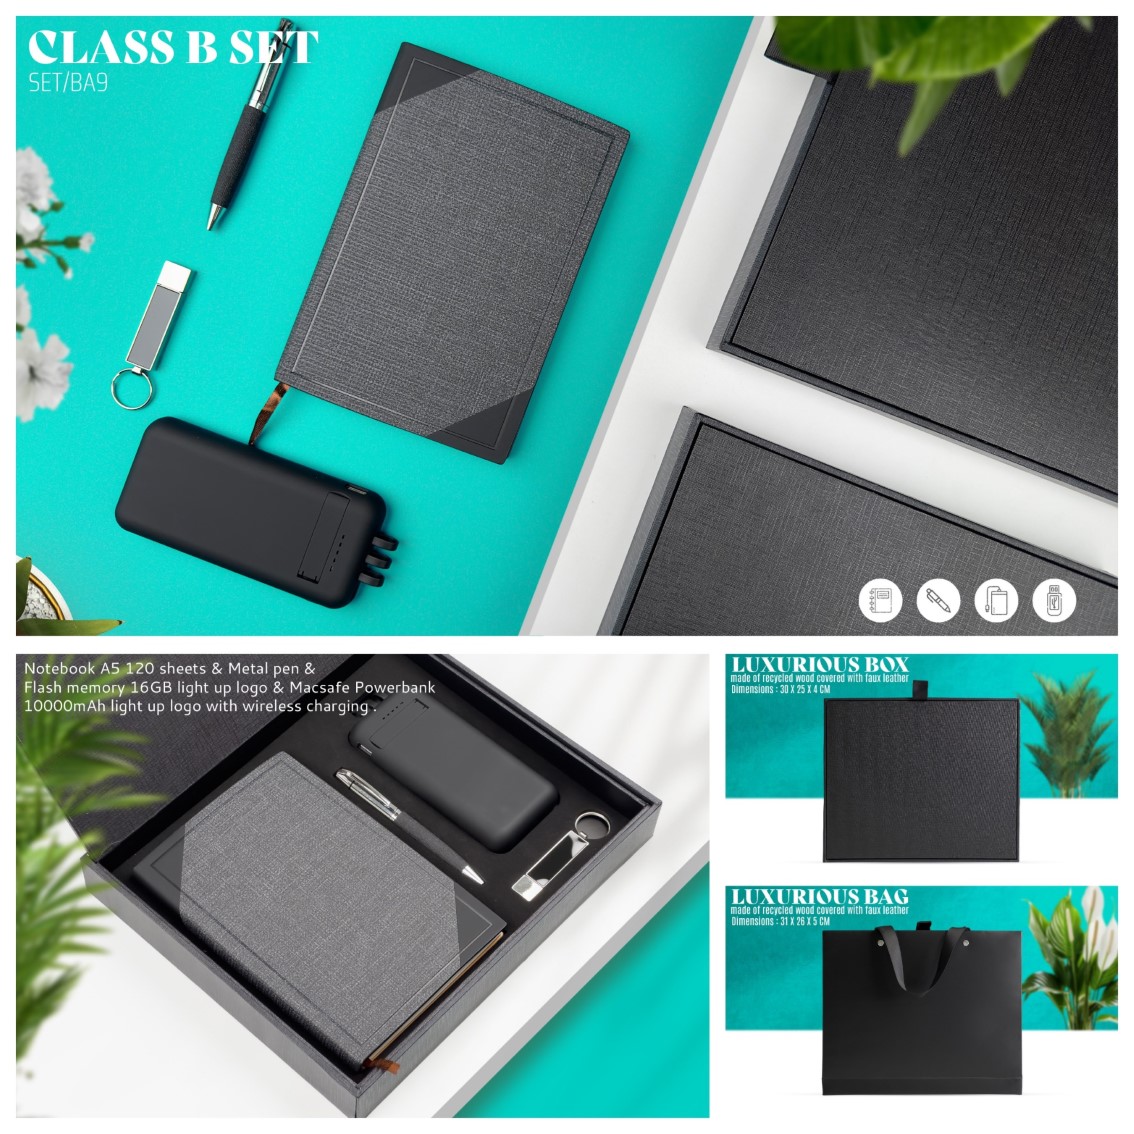 CLASS B SET
SET/BA9
Notebook A5 120 sheets & Metal pen &
Flash memory 16GB light up logo & Macsafe Powerbank
10000mAh light up logo with wireless charging .
LUXURIOUS BOX
made of recycled wood covered with faux leather
Dimensions : 30 X 25 X 4 CM
LUXURIOUS BAG
made of recycled wood covered with faux leather
Dimensions : 31 X 26 X 5 CM